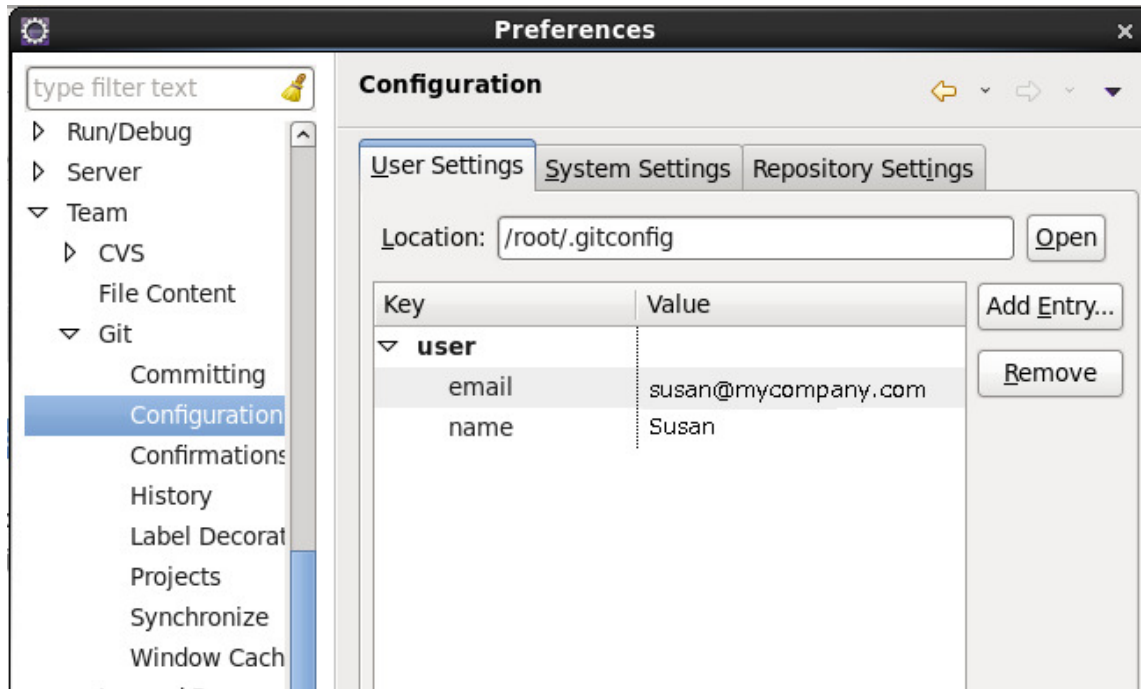 Preferences
type filter text
Run/Debug
Server
Team
CVS
File Content
Git
Committing
Configuration
Confirmations
History
Label Decorat
Projects
Synchronize
Window Cach
Configuration
User Settings System Settings Repository Settings
Location: /root/.gitconfig Open
Key Value Add Entry...
user
email susan@mycompany.com Remove
name Susan